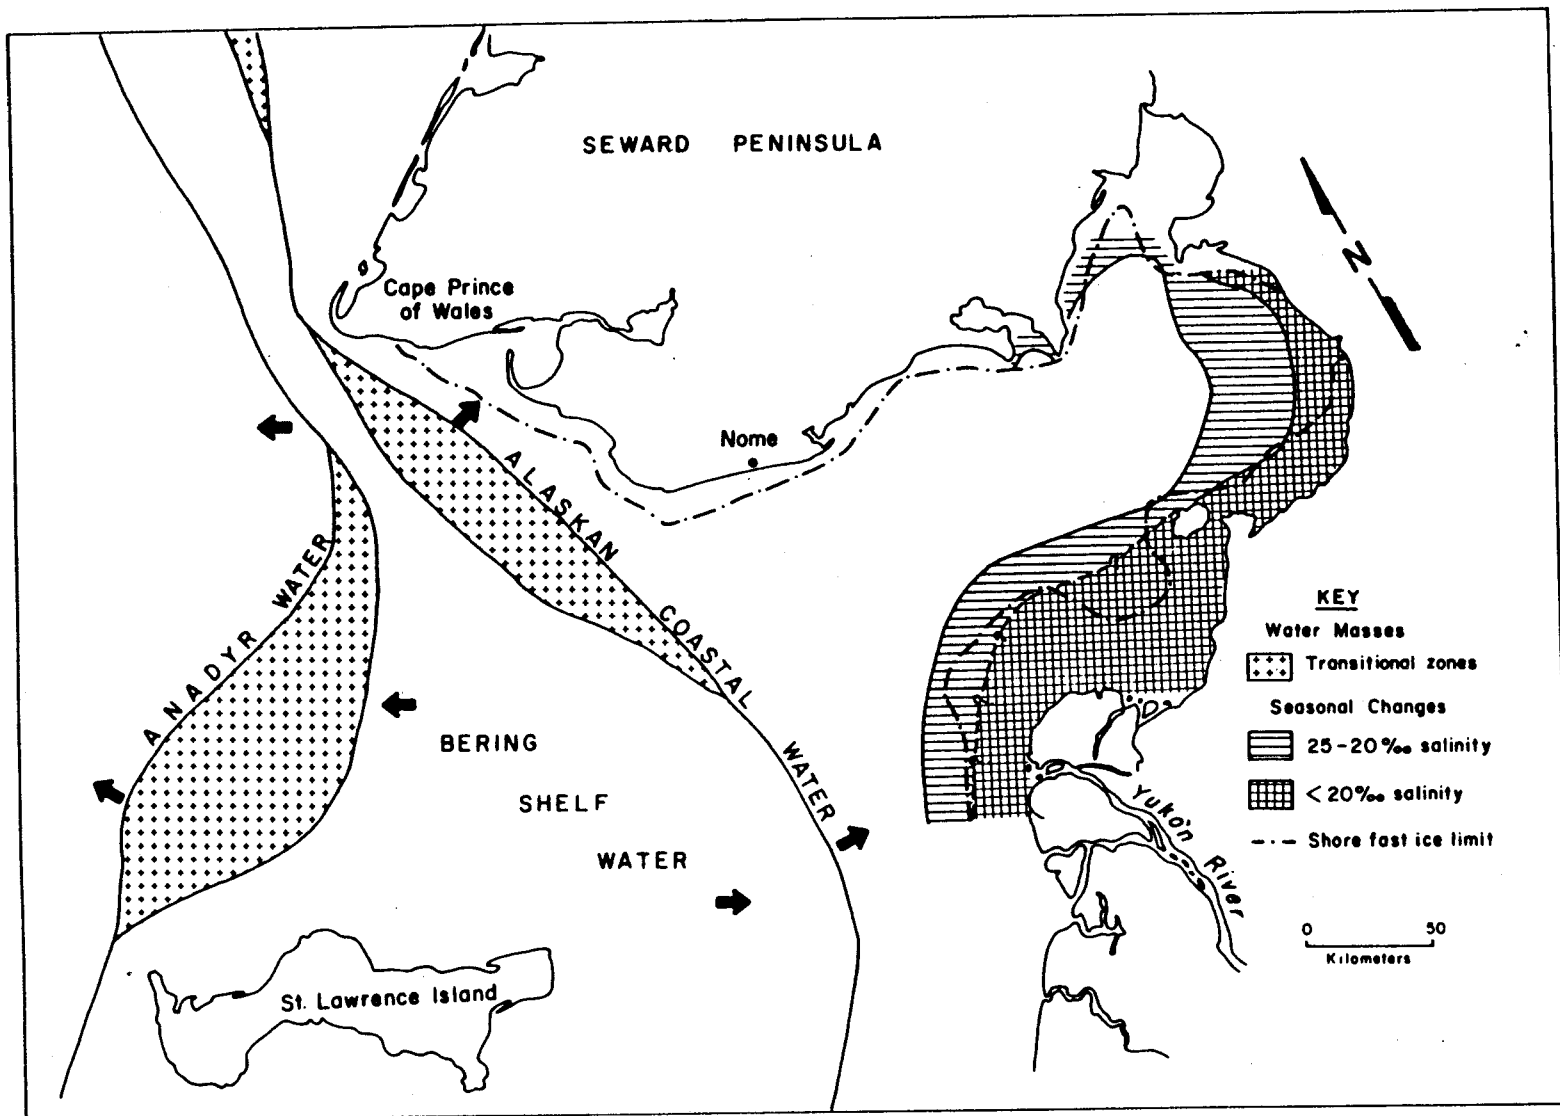 SEWARD PENINSULA
Cape Prince
of Wales
N
Nome
ALASKAN
COASTAL
WATER
ANADYR WATER
BERING
SHELF
WATER
St. Lawrence Island
Yukon
River
KEY
Water Masses
Transitional zones
Seasonal Changes
25-20‰ salinity
<20‰ salinity
Shore fast ice limit
0 50
Kilometers